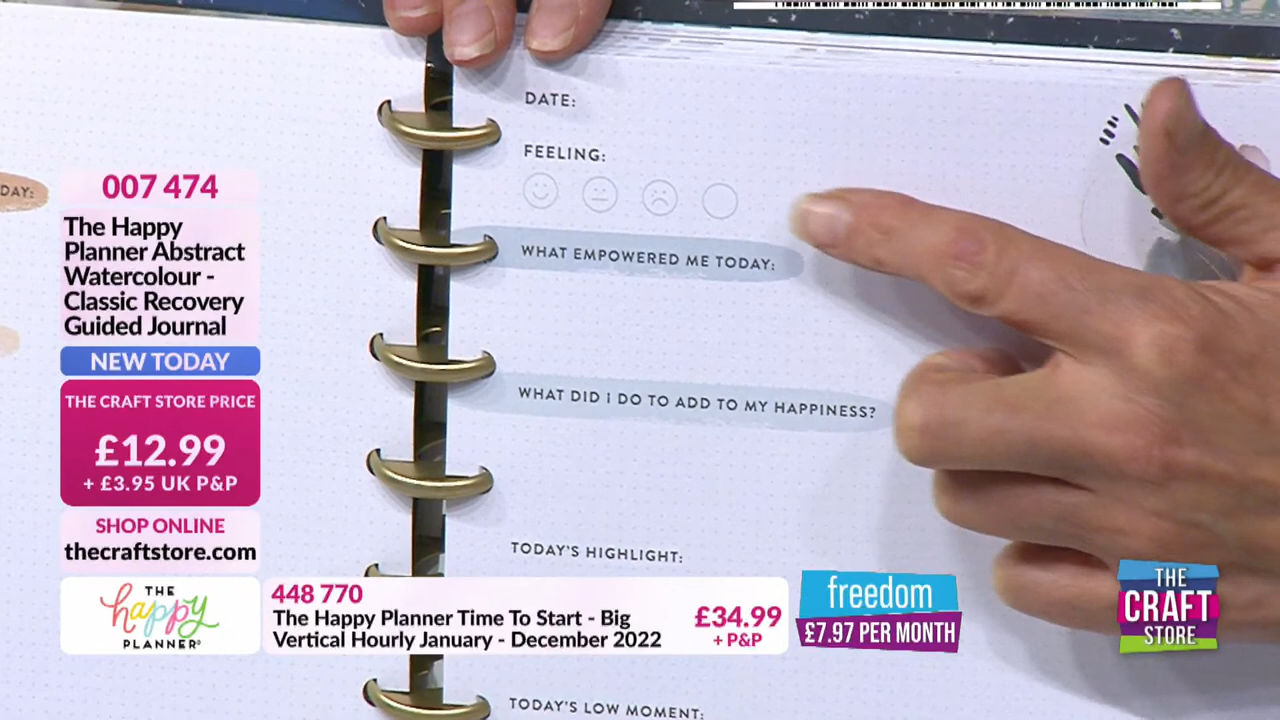 DATE:
FEELING:
DAY:
WHAT EMPOWERED ME TODAY:
WHAT DID I DO TO ADD TO MY HAPPINESS?
TODAY'S HIGHLIGHT:
TODAY'S LOW MOMENT:
007 474
The Happy
Planner Abstract
Watercolour -
Classic Recovery
Guided Journal
NEW TODAY
THE CRAFT STORE PRICE
£12.99
+ £3.95 UK P&P
SHOP ONLINE
thecraftstore.com
THE
happy
PLANNER®
448 770
The Happy Planner Time To Start - Big
Vertical Hourly January - December 2022
£34.99
+ P&P
freedom
£7.97 PER MONTH
THE
CRAFT
STORE